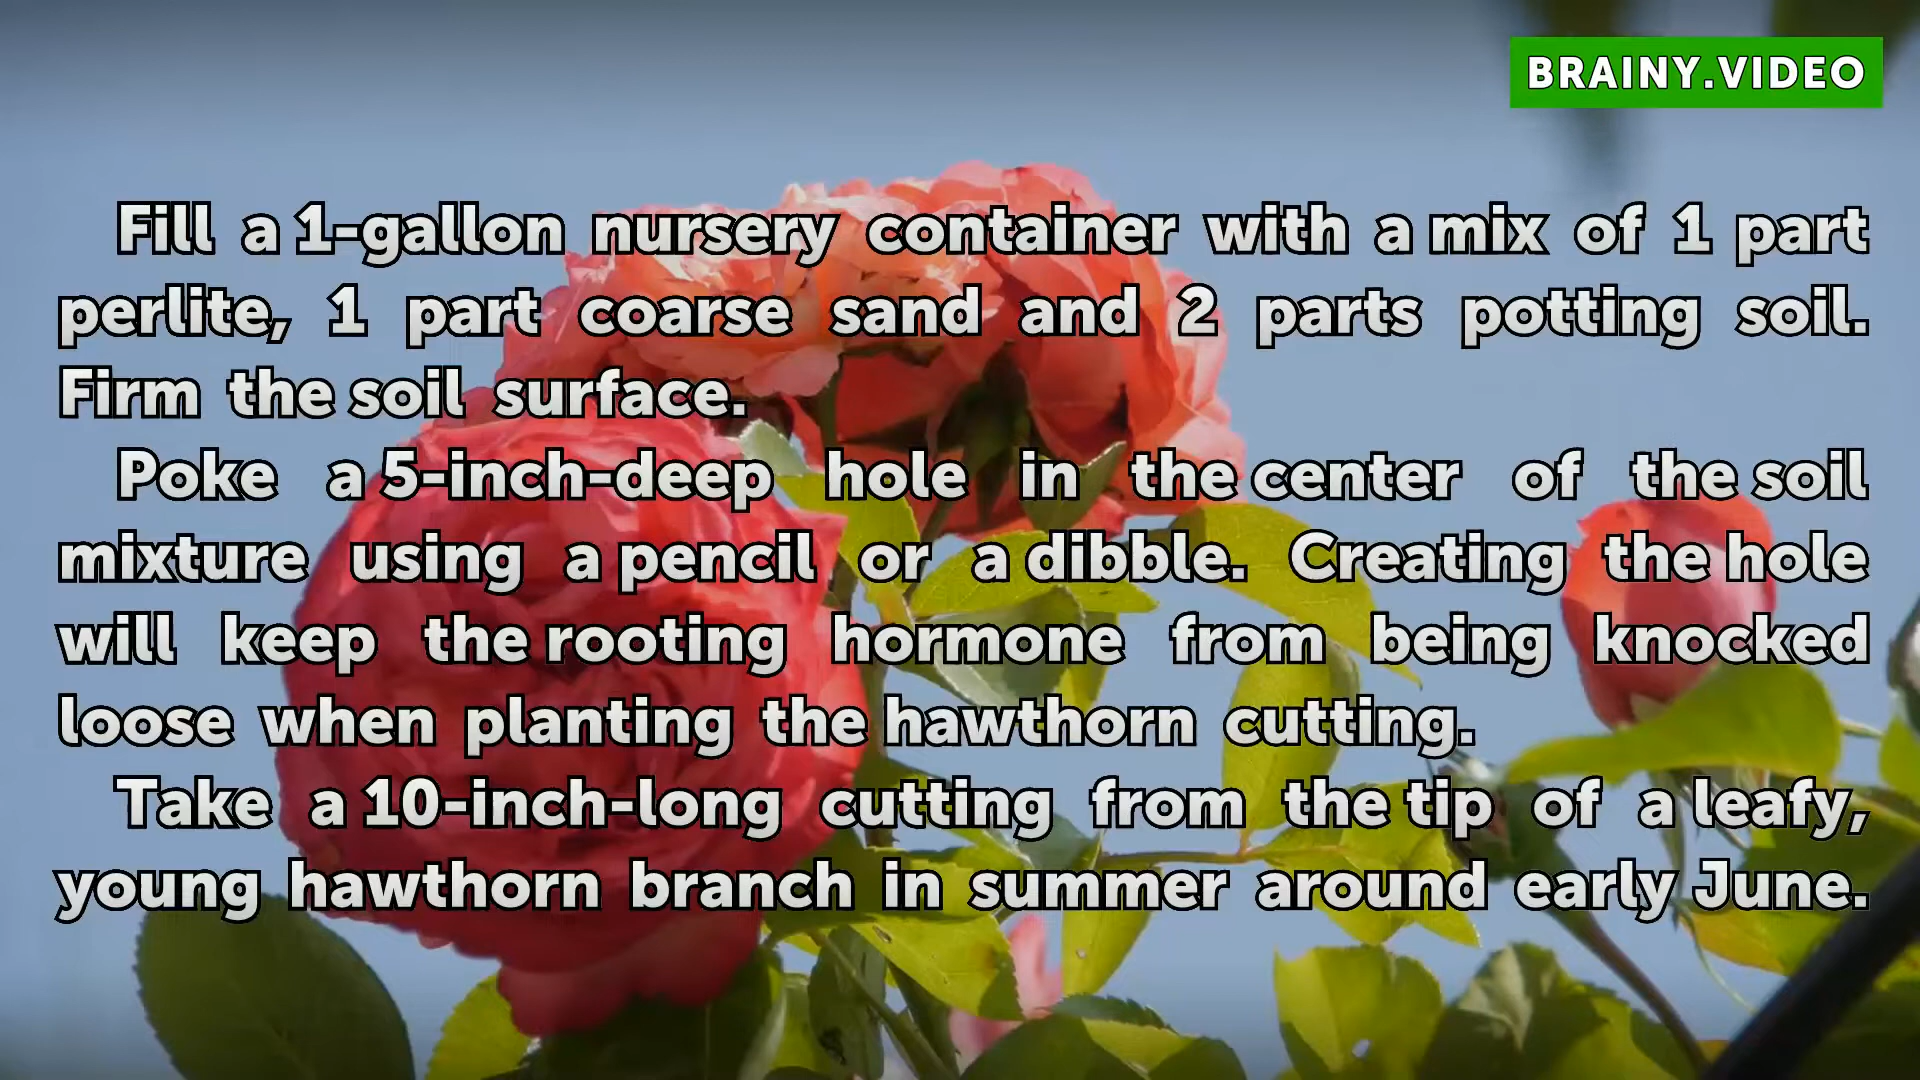 BRAINY.VIDEO
Fill a 1-gallon nursery container with a mix of 1 part
perlite, 1 part coarse sand and 2 parts potting soil.
Firm the soil surface.
Poke a 5-inch-deep hole in the center of the soil
mixture using a pencil or a dibble. Creating the hole
will keep the rooting hormone from being knocked
loose when planting the hawthorn cutting.
Take a 10-inch-long cutting from the tip of a leafy,
young hawthorn branch in summer around early June.